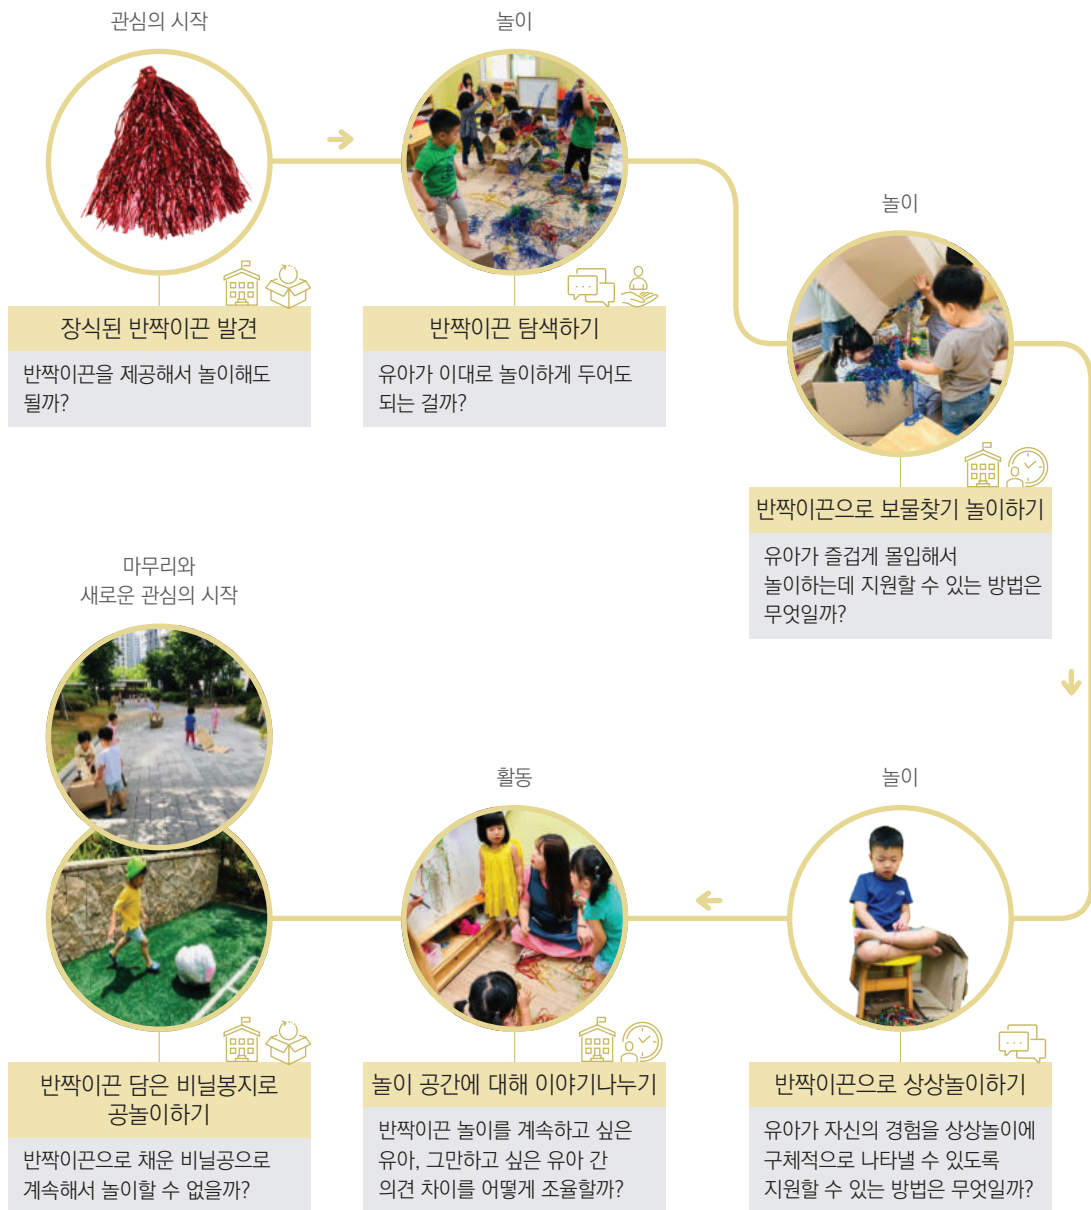 관심의 시작
장식된 반짝이끈 발견
반짝이끈을 제공해서 놀이해도
될까?
놀이
반짝이끈 탐색하기
유아가 이대로 놀이하게 두어도
되는 걸까?
놀이
반짝이끈으로 보물찾기 놀이하기
유아가 즐겁게 몰입해서
놀이하는데 지원할 수 있는 방법은
무엇일까?
놀이
반짝이끈으로 상상놀이하기
유아가 자신의 경험을 상상놀이에
구체적으로 나타낼 수 있도록
지원할 수 있는 방법은 무엇일까?
활동
놀이 공간에 대해 이야기나누기
반짝이끈 놀이를 계속하고 싶은
유아, 그만하고 싶은 유아 간
의견 차이를 어떻게 조율할까?
마무리와
새로운 관심의 시작
반짝이끈 담은 비닐봉지로
공놀이하기
반짝이끈으로 채운 비닐공으로
계속해서 놀이할 수 없을까?